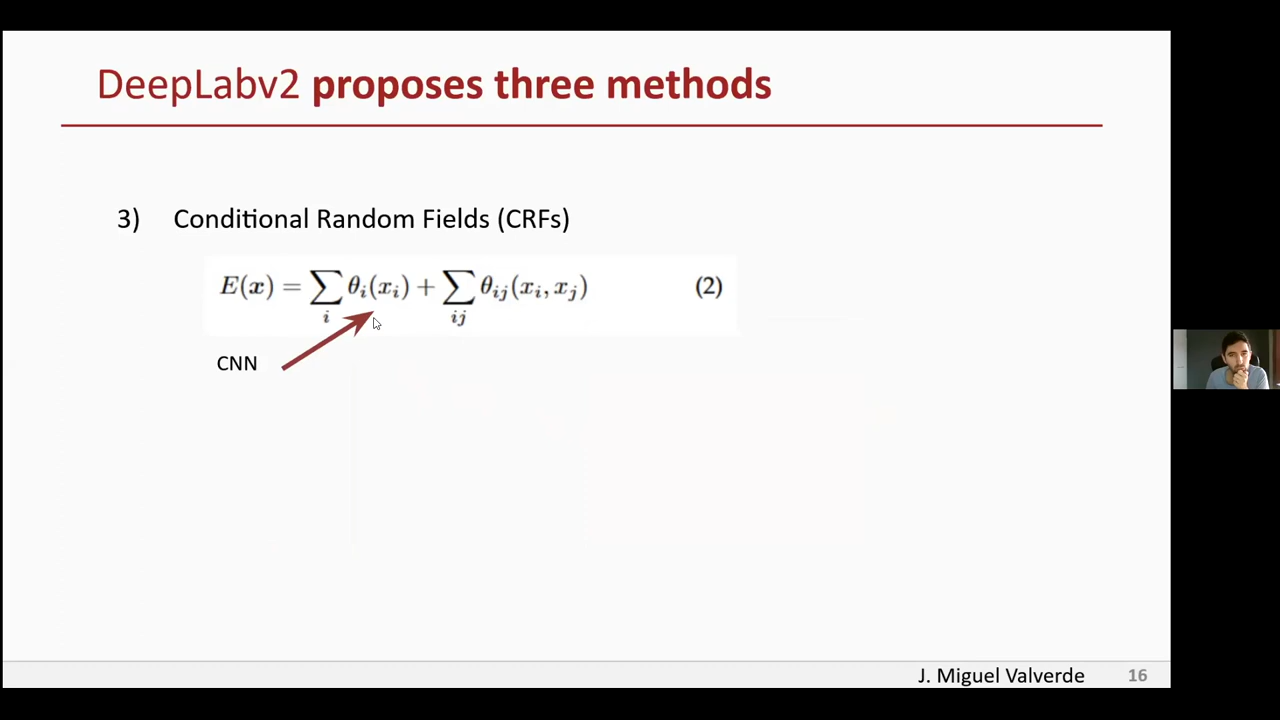 DeepLabv2 proposes three methods
3) Conditional Random Fields (CRFs)
E(x) = ∑_i θ_i(x_i) + ∑_ij θ_ij(x_i, x_j) (2)
CNN
J. Miguel Valverde 16